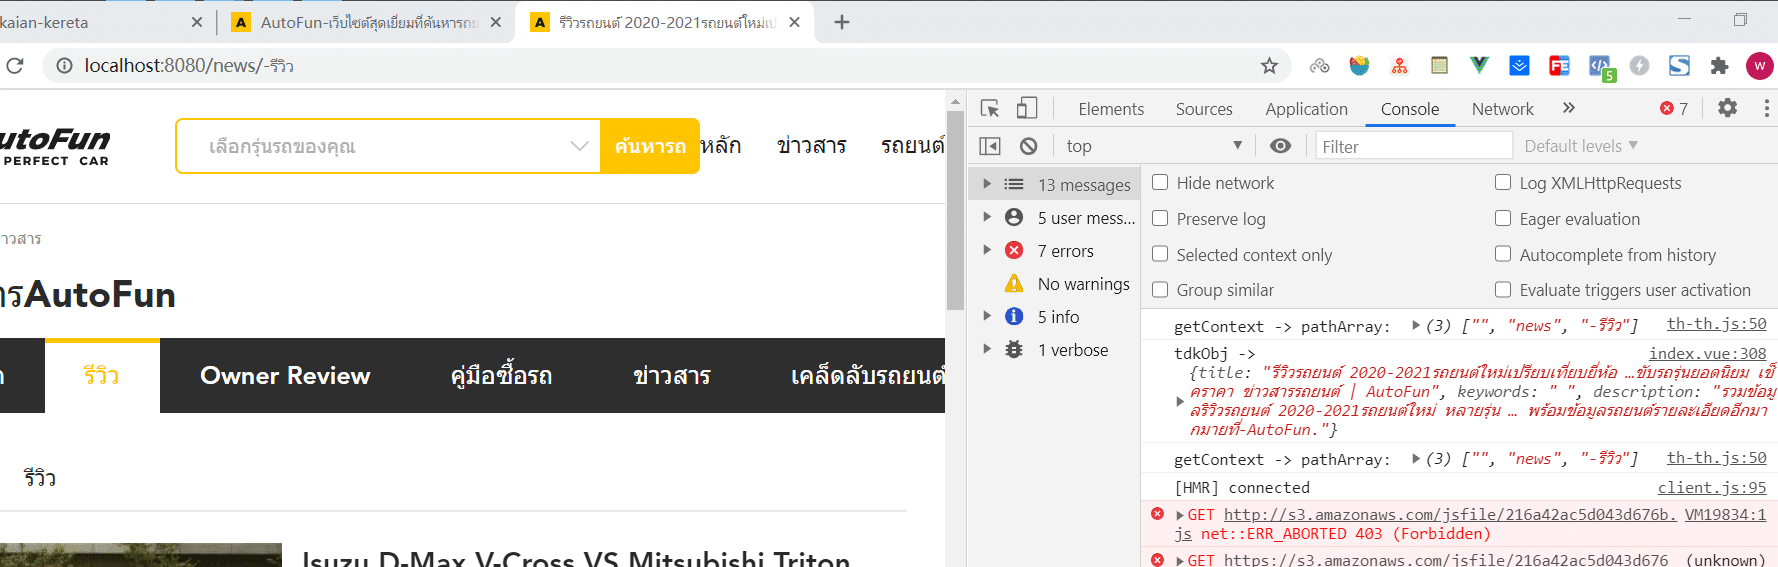 kaian-kereta
AutoFun-เว็บไซต์สุดเยี่ยมที่ค้นหารถย
รีวิวรถยนต์ 2020-2021รถยนต์ใหม่เป
localhost:8080/news/-รีวิว
5
w
utoFun
PERFECT CAR
เลือกรุ่นรถของคุณ
ค้นหารถ
หลัก
ข่าวสาร
รถยนต์
่าวสาร
ารAutoFun
รีวิว
Owner Review
คู่มือซื้อรถ
ข่าวสาร
เคล็ดลับรถยนต์
รีวิว
Isuzu D-Max V-Cross VS Mitsubishi Triton
Elements Sources Application Console Network 7
top Filter Default levels
13 messages
5 user mess...
7 errors
No warnings
5 info
1 verbose
Hide network Log XMLHttpRequests
Preserve log Eager evaluation
Selected context only Autocomplete from history
Group similar Evaluate triggers user activation
getContext -> pathArray: (3) ["", "news", "-รีวิว"] th-th.js:50
tdkObj -> index.vue:308
{title: "รีวิวรถยนต์ 2020-2021รถยนต์ใหม่เปรียบเทียบยี่ห้อ …ขับรถรุ่นยอดนิยม เช็
คราคา ข่าวสารรถยนต์ | AutoFun", keywords: " ", description: "รวมข้อมู
ลรีวิวรถยนต์ 2020-2021รถยนต์ใหม่ หลายรุ่น … พร้อมข้อมูลรถยนต์รายละเอียดอีกมา
กมายที่-AutoFun."}
getContext -> pathArray: (3) ["", "news", "-รีวิว"] th-th.js:50
[HMR] connected client.js:95
GET http://s3.amazonaws.com/jsfile/216a42ac5d043d676b. VM19834:1
js net::ERR_ABORTED 403 (Forbidden)
GET https://s3.amazonaws.com/jsfile/216a42ac5d043d676 (unknown)